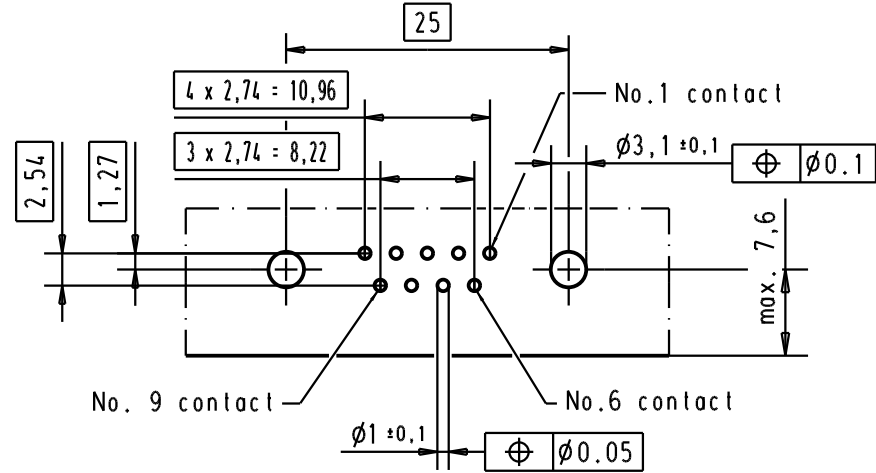 25
4 x 2,74 = 10,96
No.1 contact
3 x 2,74 = 8,22
Ø3,1 ±0,1
⌖ Ø0.1
2,54
1,27
max. 7,6
No. 9 contact
No.6 contact
Ø1 ±0,1
⌖ Ø0.05